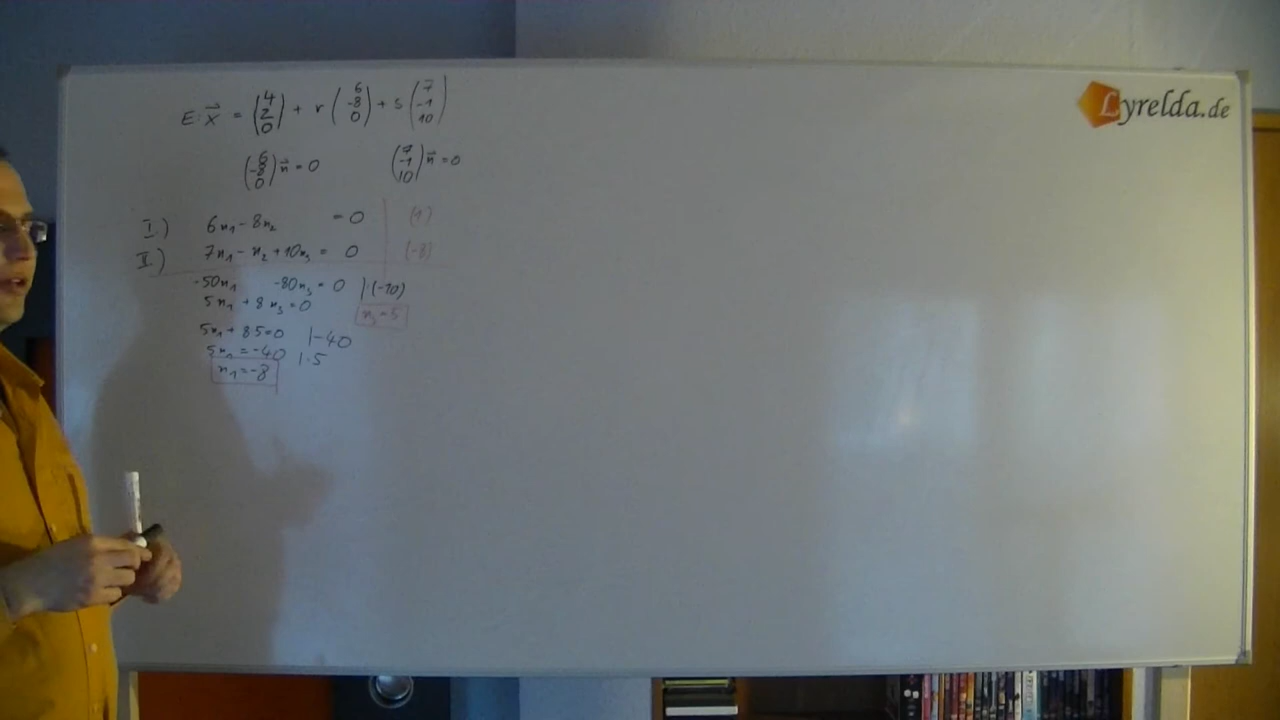 Lyrelda.de
E: x⃗ = (4 2 0) + r (6 -8 0) + s (7 -1 10)
(6 -8 0) n⃗ = 0 (7 -1 10) n⃗ = 0
I) 6n₁ - 8n₂ = 0 (1)
II) 7n₁ - n₂ + 10n₃ = 0 (-8)
-50n₁ -80n₃ = 0 |:(-10)
5n₁ + 8n₃ = 0 n₃ = 5
5n₁ + 8·5=0 |-40
5n₁ = -40 |:5
n₁ = -8